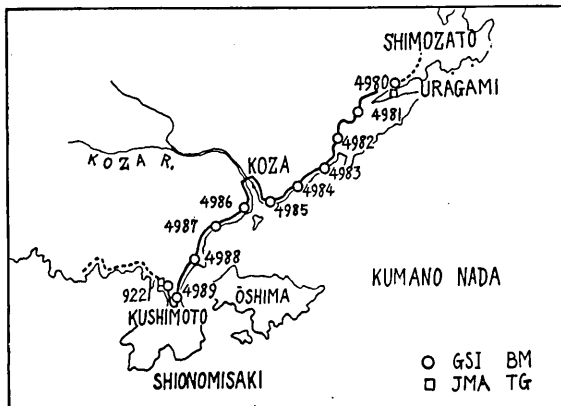 SHIMOZATO
4980
URAGAMI
4981
4982
KOZA R.
KOZA
4983
4984
4986
4985
4987
4988
KUMANO NADA
922
4989
ŌSHIMA
KUSHIMOTO
SHIONOMISAKI
GSI BM
JMA TG